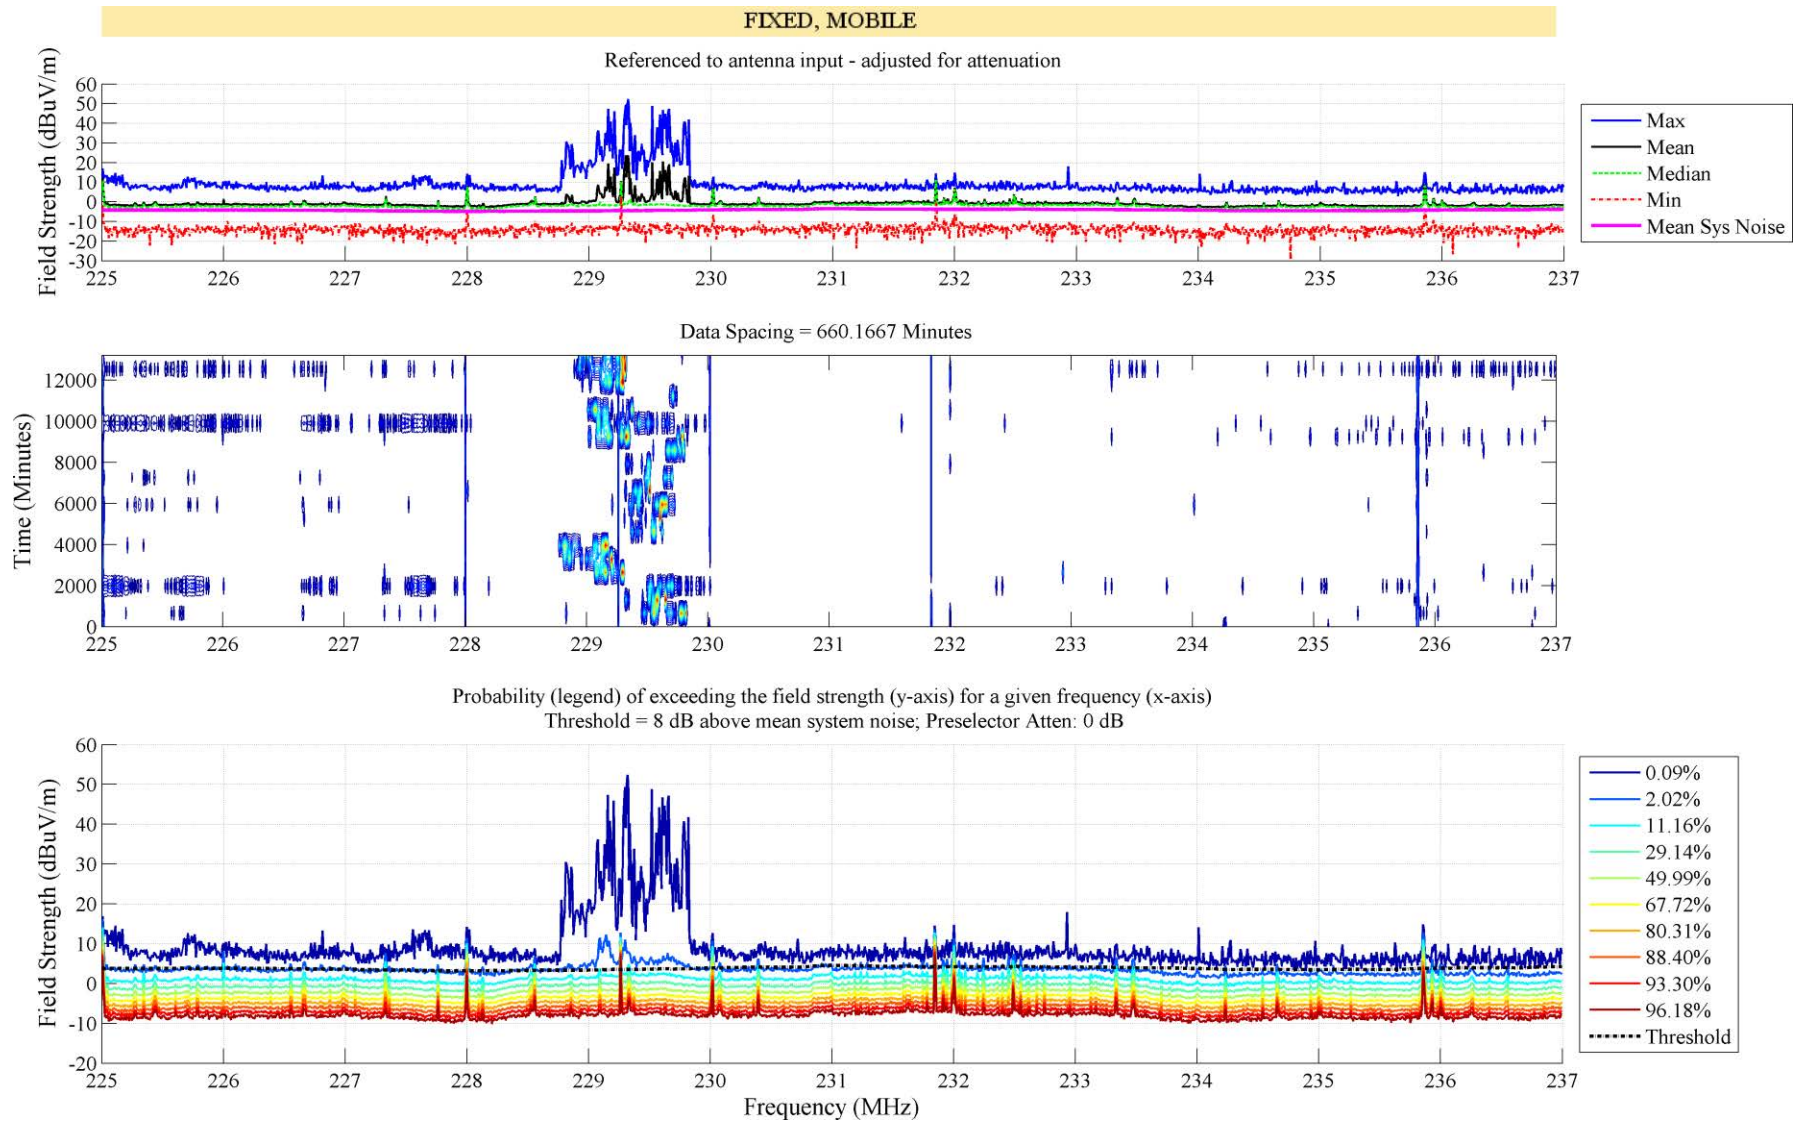 FIXED, MOBILE
Referenced to antenna input - adjusted for attenuation
Field Strength (dBuV/m)
60
50
40
30
20
10
0
-10
-20
-30
225 226 227 228 229 230 231 232 233 234 235 236 237
Max
Mean
Median
Min
Mean Sys Noise
Data Spacing = 660.1667 Minutes
Time (Minutes)
12000
10000
8000
6000
4000
2000
0
225 226 227 228 229 230 231 232 233 234 235 236 237
Probability (legend) of exceeding the field strength (y-axis) for a given frequency (x-axis)
Threshold = 8 dB above mean system noise; Preselector Atten: 0 dB
Field Strength (dBuV/m)
60
50
40
30
20
10
0
-10
-20
225 226 227 228 229 230 231 232 233 234 235 236 237
Frequency (MHz)
0.09%
2.02%
11.16%
29.14%
49.99%
67.72%
80.31%
88.40%
93.30%
96.18%
Threshold